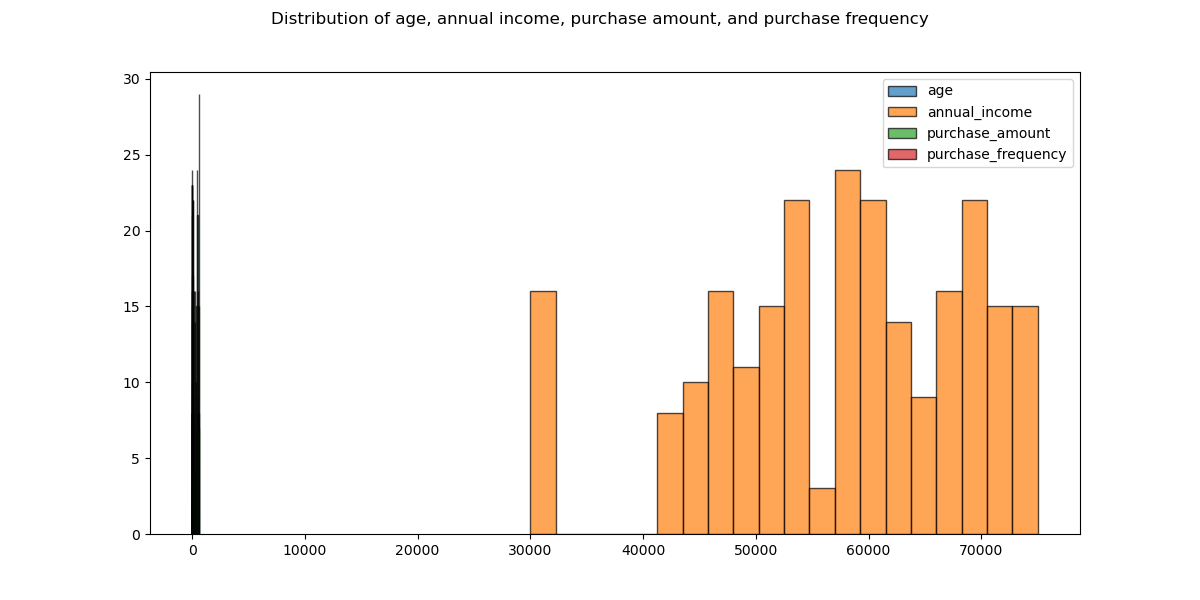 Distribution of age, annual income, purchase amount, and purchase frequency
30
25
20
15
10
5
0
age
annual_income
purchase_amount
purchase_frequency
0 10000 20000 30000 40000 50000 60000 70000